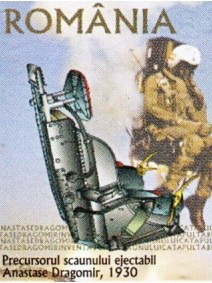 ROMÂNIA
Precursorul scaunului ejectabil
Anastase Dragomir, 1930